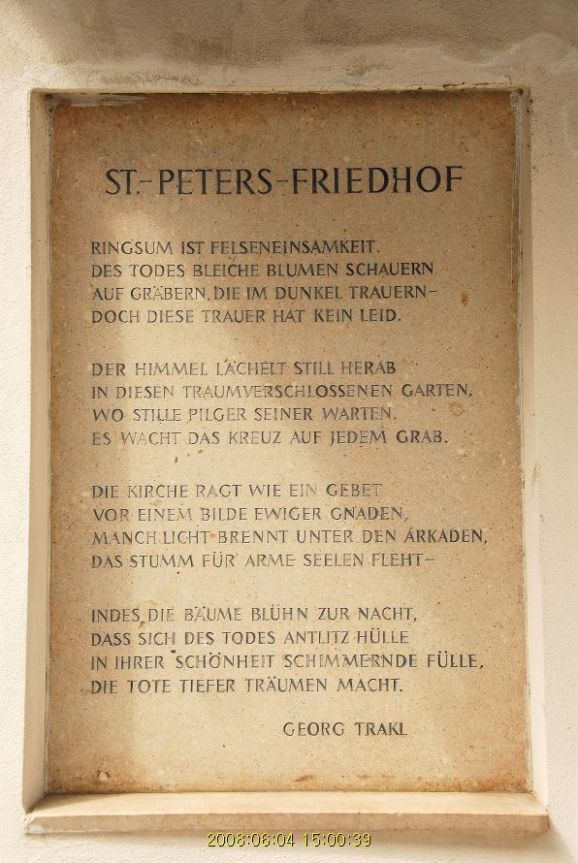 ST.-PETERS-FRIEDHOF
RINGSUM IST FELSENEINSAMKEIT.
DES TODES BLEICHE BLUMEN SCHAUERN
AUF GRÄBERN, DIE IM DUNKEL TRAUERN-
DOCH DIESE TRAUER HAT KEIN LEID.
DER HIMMEL LÄCHELT STILL HERAB
IN DIESEN TRAUMVERSCHLOSSENEN GARTEN,
WO STILLE PILGER SEINER WARTEN.
ES WACHT DAS KREUZ AUF JEDEM GRAB.
DIE KIRCHE RAGT WIE EIN GEBET
VOR EINEM BILDE EWIGER GNADEN,
MANCH LICHT BRENNT UNTER DEN ARKADEN,
DAS STUMM FÜR ARME SEELEN FLEHT-
INDES DIE BÄUME BLÜHN ZUR NACHT,
DASS SICH DES TODES ANTLITZ HÜLLE
IN IHRER SCHÖNHEIT SCHIMMERNDE FÜLLE,
DIE TOTE TIEFER TRÄUMEN MACHT.
GEORG TRAKL
2008:06:04 15:00:39